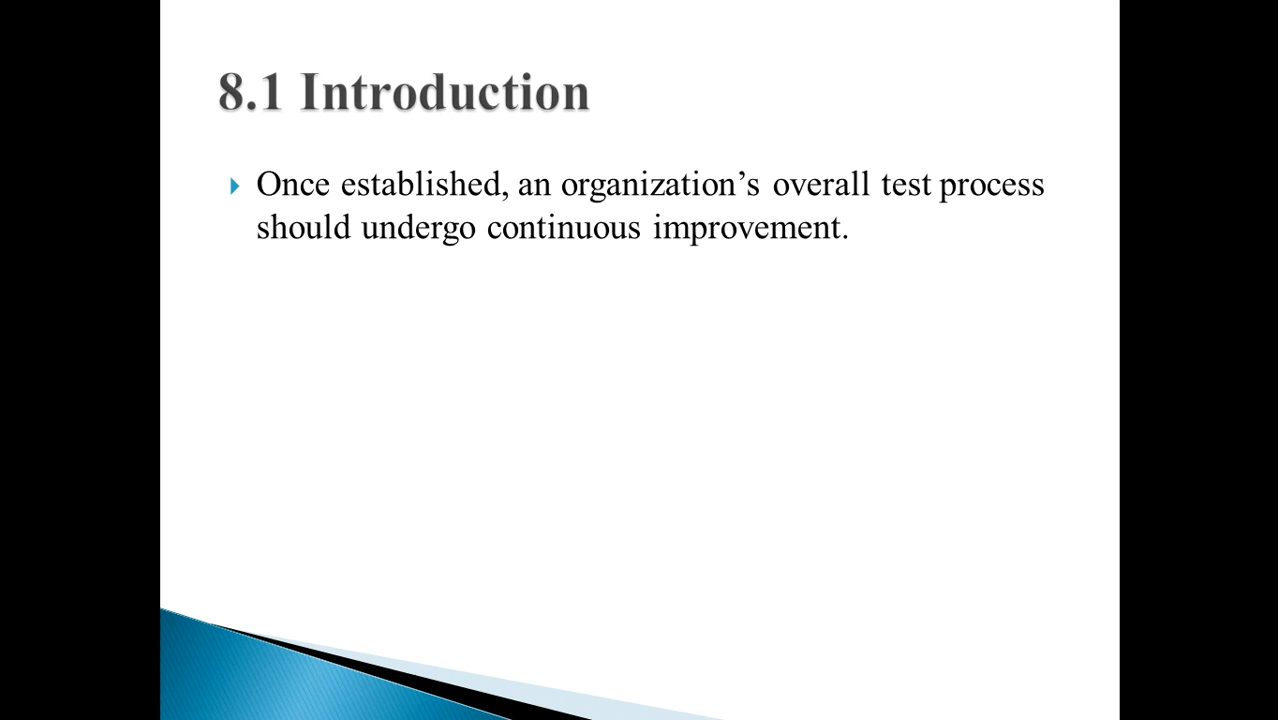 8.1 Introduction
Once established, an organization’s overall test process
should undergo continuous improvement.